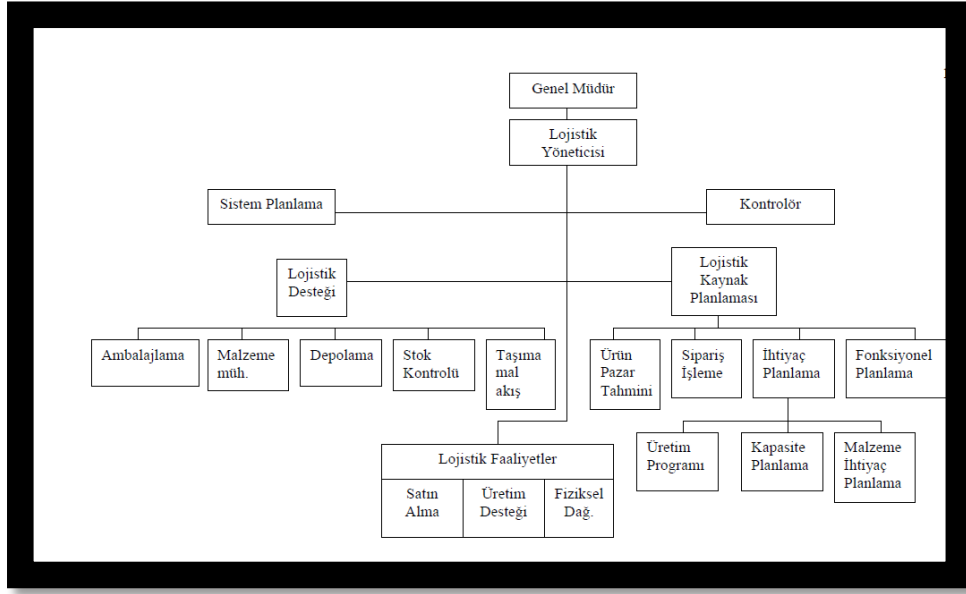 Genel Müdür
Lojistik
Yöneticisi
Sistem Planlama
Kontrolör
Lojistik
Desteği
Lojistik
Kaynak
Planlaması
Ambalajlama
Malzeme
müh.
Depolama
Stok
Kontrolü
Taşıma
mal
akış
Ürün
Pazar
Tahmini
Sipariş
İşleme
İhtiyaç
Planlama
Fonksiyonel
Planlama
Üretim
Programı
Kapasite
Planlama
Malzeme
İhtiyaç
Planlama
Lojistik Faaliyetler
Satın
Alma
Üretim
Desteği
Fiziksel
Dağ.